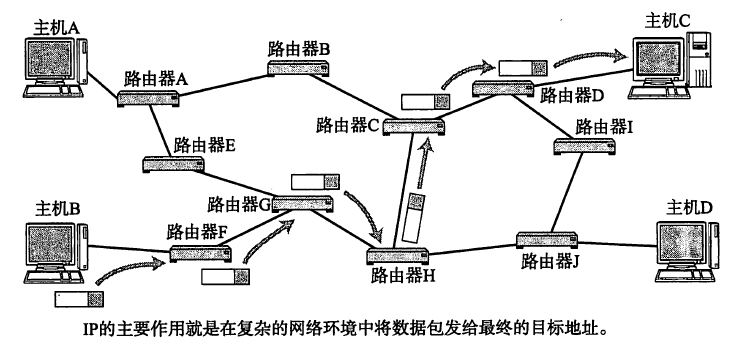 主机A
主机C
路由器B
路由器A
路由器D
路由器C
路由器I
路由器E
主机B
路由器G
主机D
路由器F
路由器H
路由器J
IP的主要作用就是在复杂的网络环境中将数据包发给最终的目标地址。